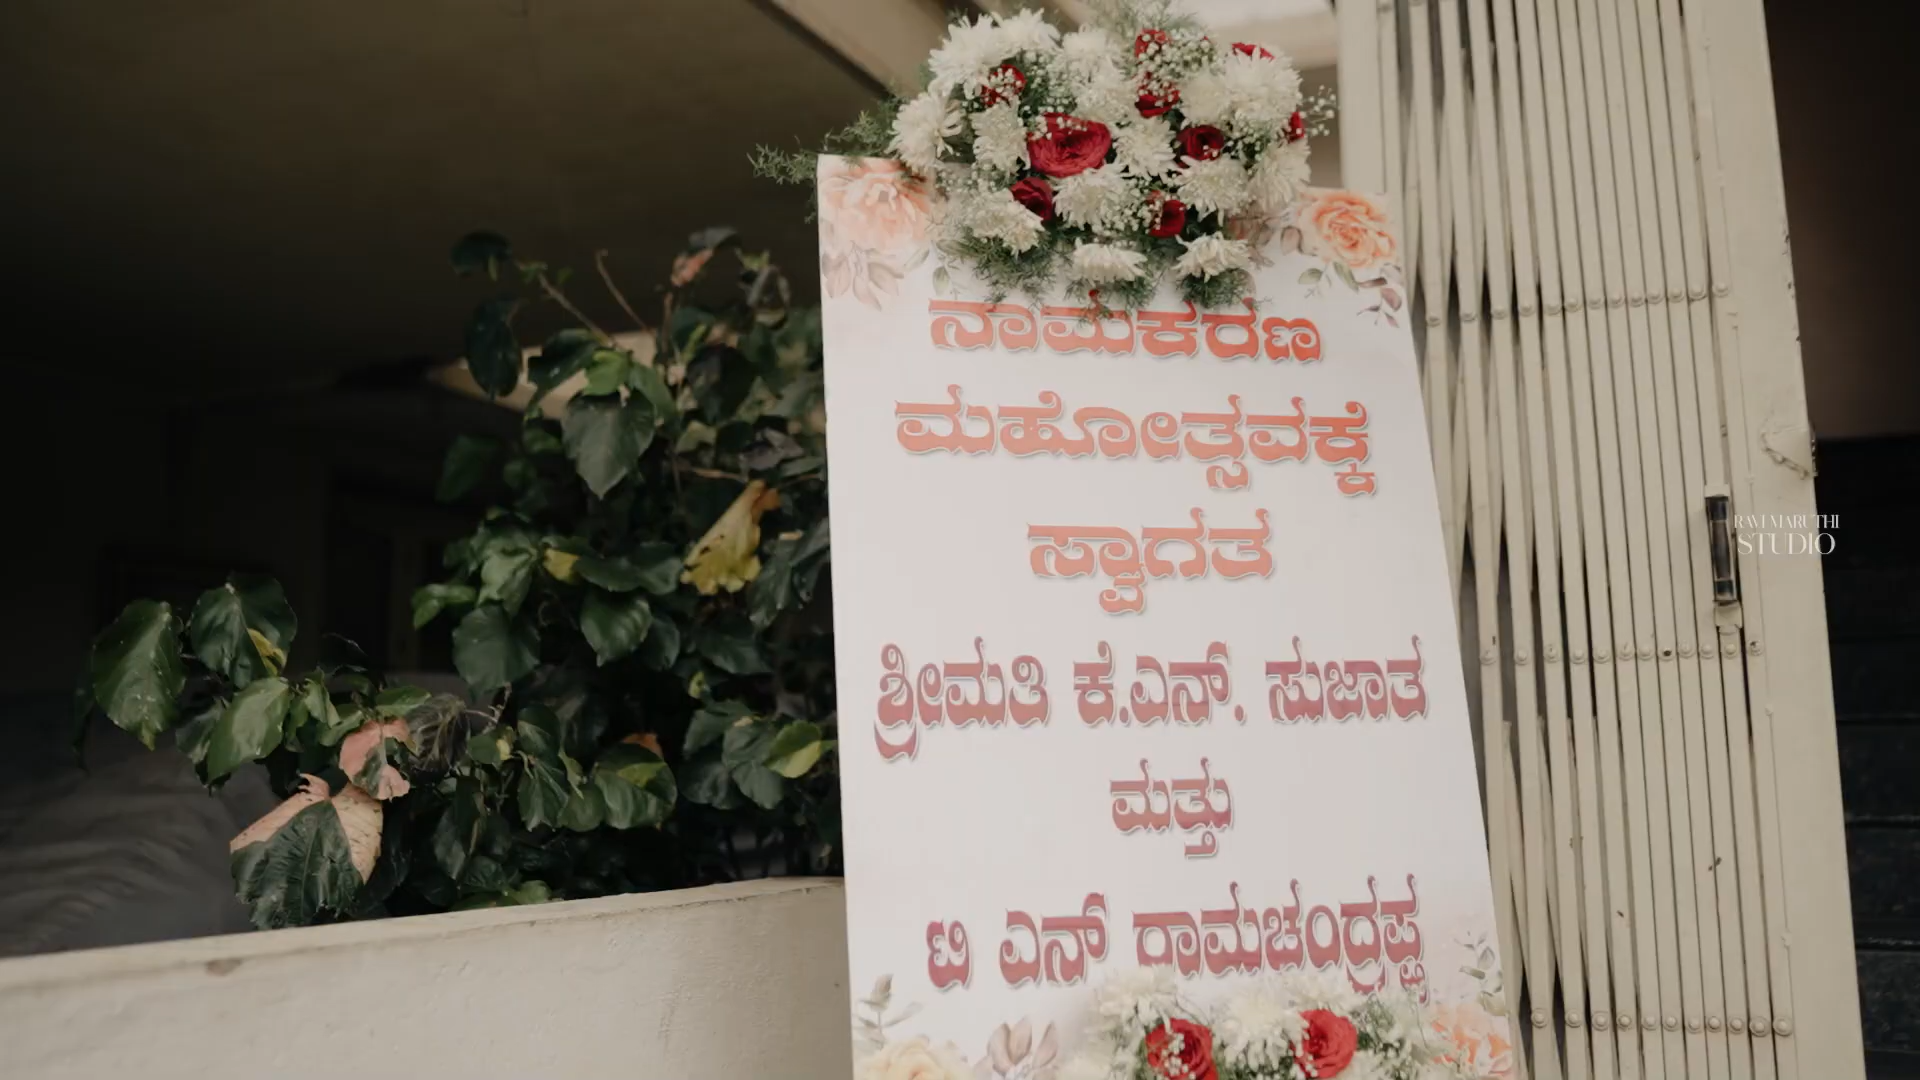 ನಾಮಕರಣ
ಮಹೋತ್ಸವಕ್ಕೆ
ಸ್ವಾಗತ
ಶ್ರೀಮತಿ ಕೆ.ಎನ್. ಸುಜಾತ
ಮತ್ತು
ಟಿ ಎನ್ ರಾಮಚಂದ್ರಪ್ಪ
RAVI MARUTHI
STUDIO